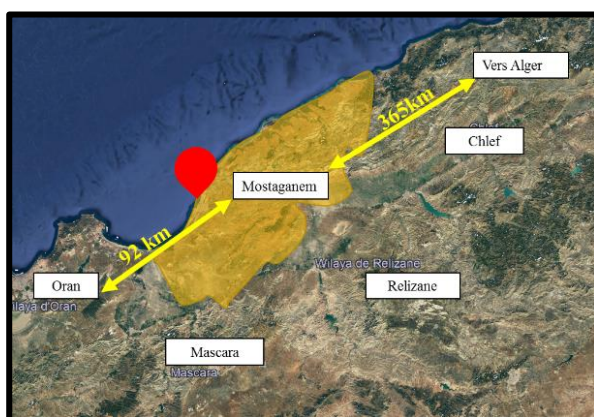 Vers Alger
365km
Chlef
Mostaganem
92 km
Wilaya de Relizane
Oran
ilaya d'Oran
Relizane
Mascara
Mascara